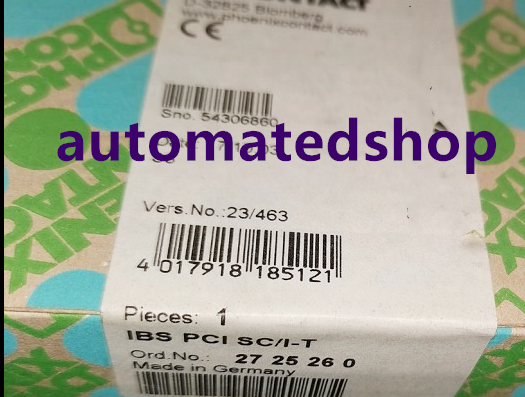 CONTACT
D-32825 Blomberg
www.phoenixcontact.com
CE
Sno. 54306860
automatedshop
Vers.No.:23/463
4 017918 185121
Pieces: 1
IBS PCI SC/I-T
Ord.No.: 27 25 26 0
Made in Germany